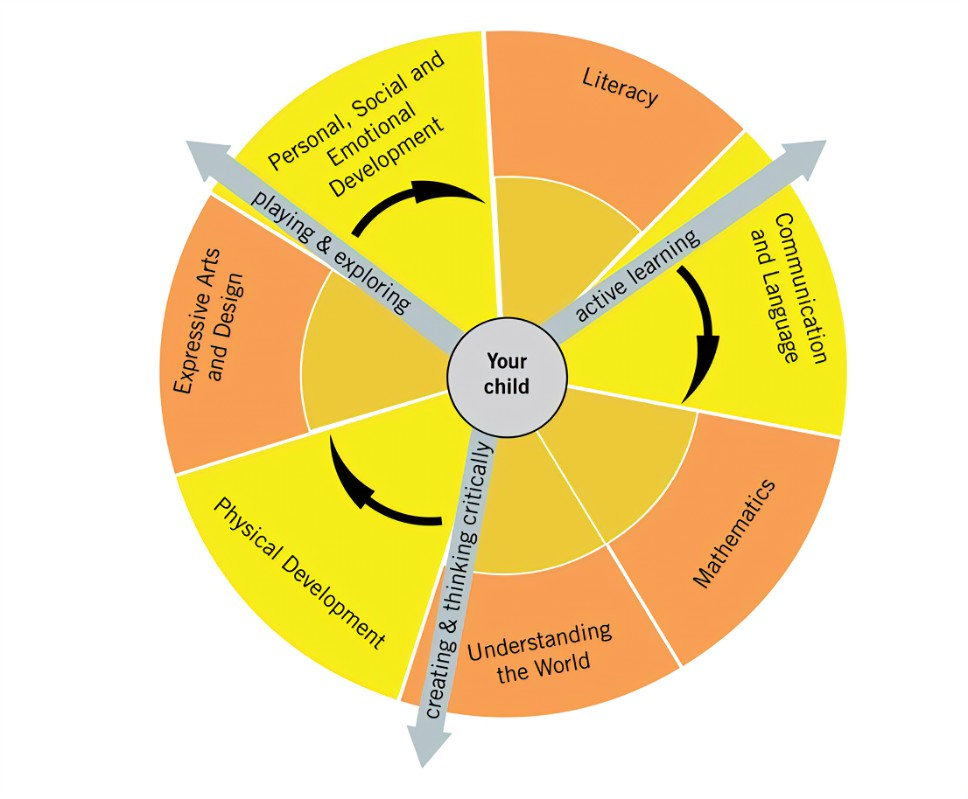 Personal, Social and
Emotional
Development
Literacy
playing & exploring
active learning
Communication
and Language
Expressive Arts
and Design
Your
child
creating & thinking critically
Mathematics
Physical Development
Understanding
the World